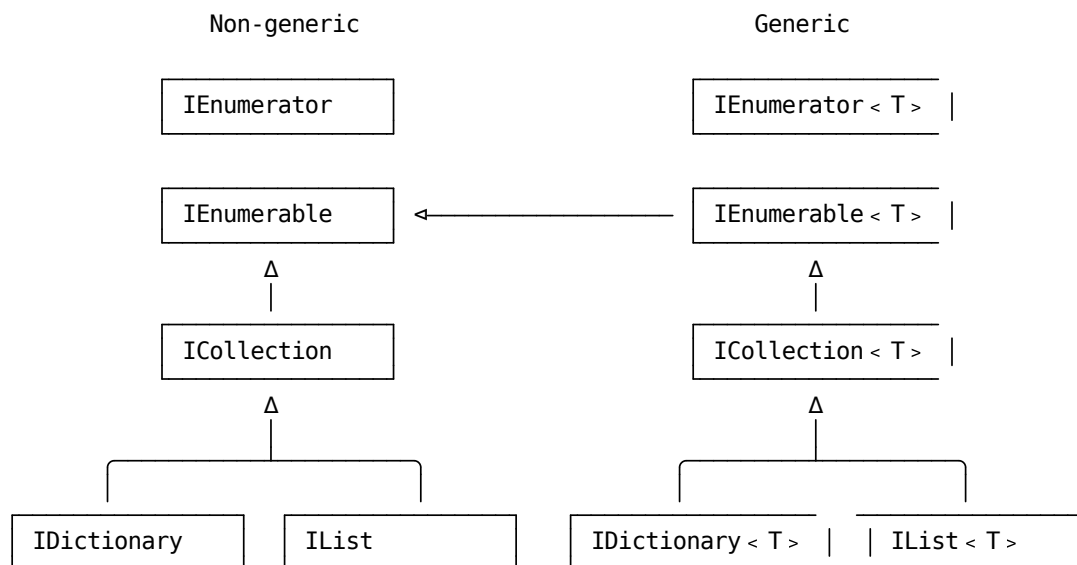 Non-generic Generic
IEnumerator IEnumerator < T >
IEnumerable IEnumerable < T >
ICollection ICollection < T >
IDictionary IList IDictionary < T > IList < T >